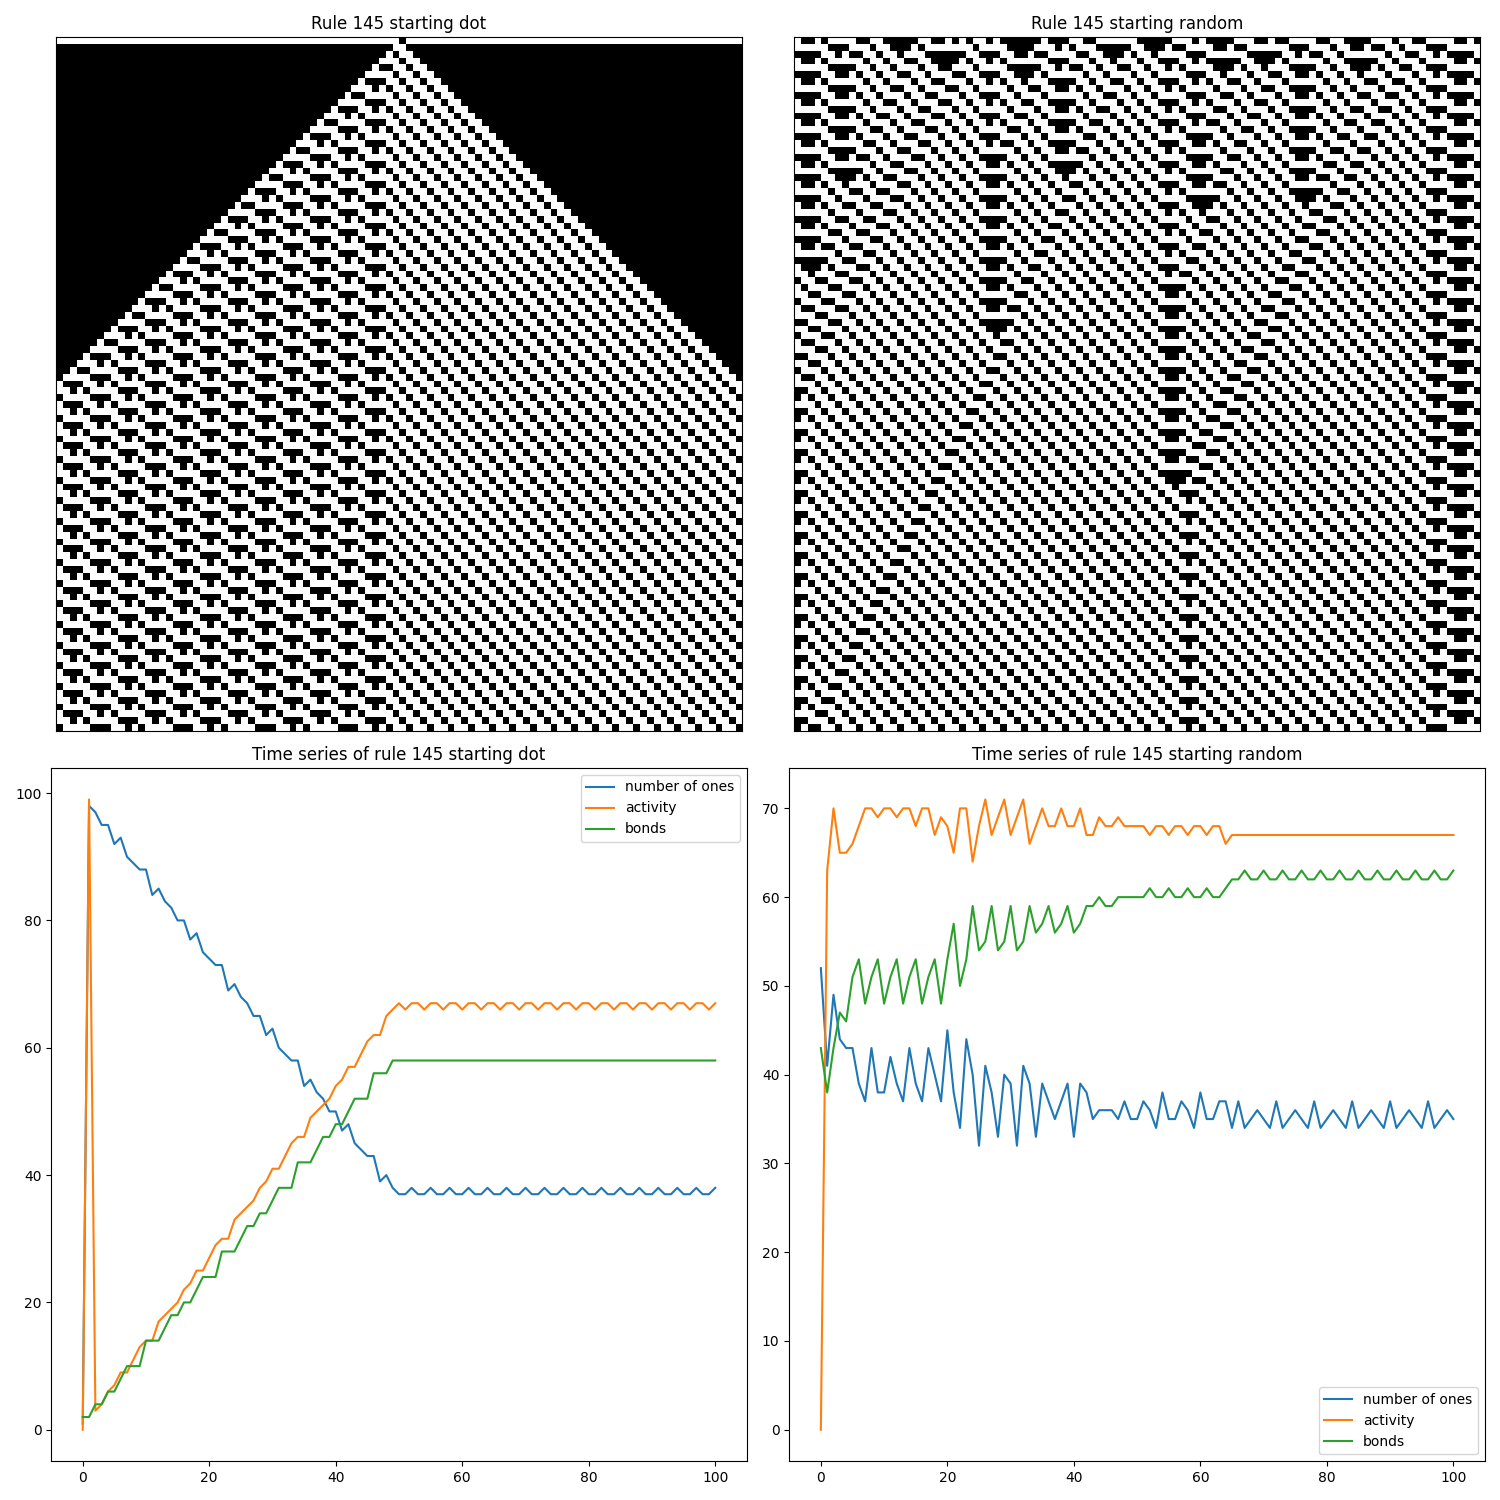 Rule 145 starting dot
Rule 145 starting random
Time series of rule 145 starting dot
100
80
60
40
20
0
0 20 40 60 80 100
number of ones
activity
bonds
Time series of rule 145 starting random
70
60
50
40
30
20
10
0
0 20 40 60 80 100
number of ones
activity
bonds